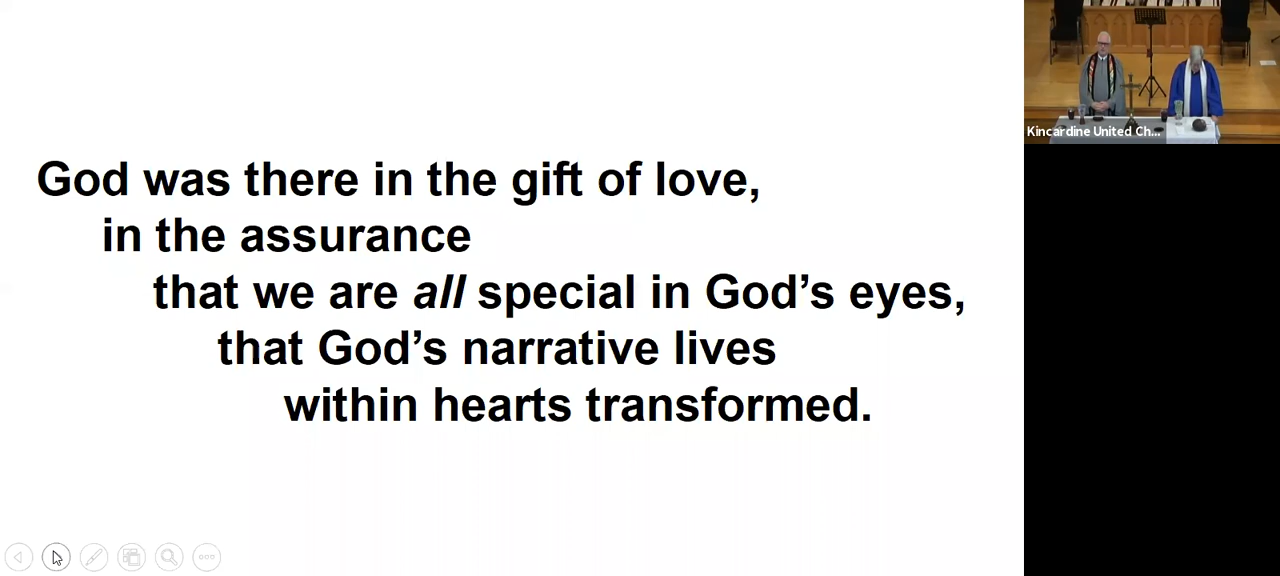 God was there in the gift of love,
in the assurance
that we are all special in God’s eyes,
that God’s narrative lives
within hearts transformed.
Kincardine United Ch...